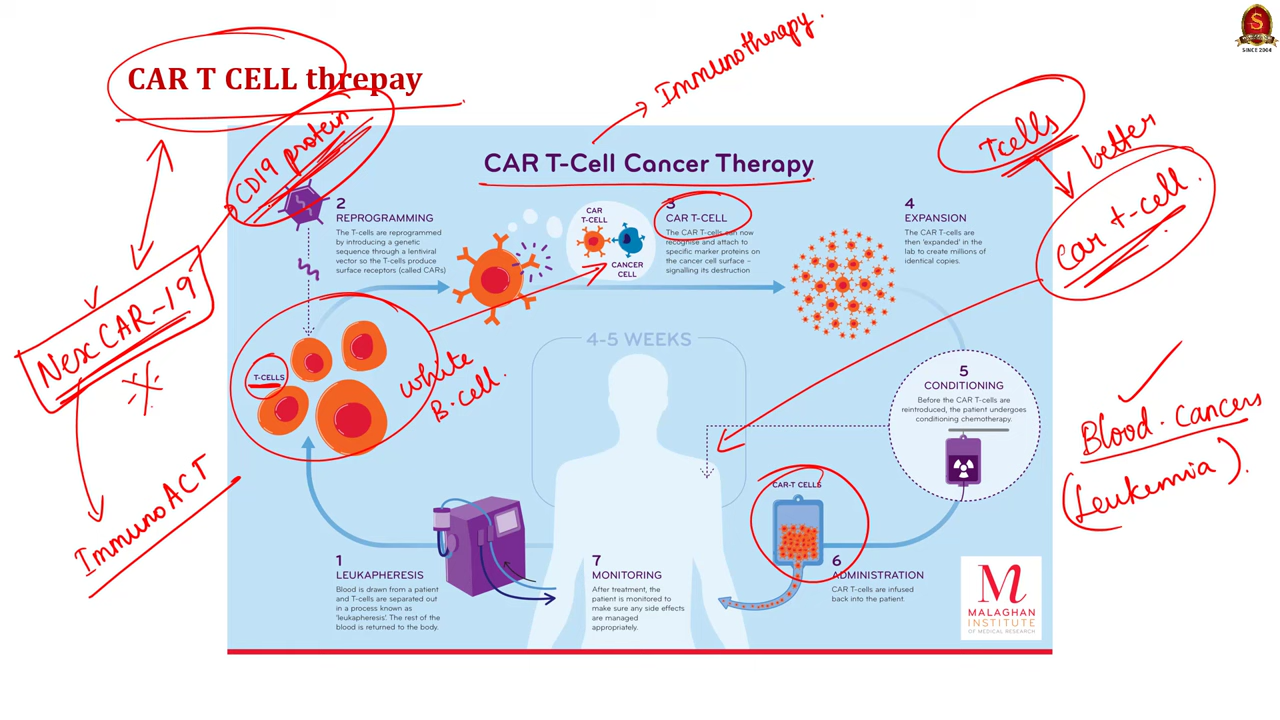 SINCE 2004
CAR T CELL threpay
Immunotherapy.
CD19 protein
Tcells
better
Car t-cell.
CAR T-Cell Cancer Therapy
2
REPROGRAMMING
The T-cells are reprogrammed
by introducing a genetic
sequence through a lentiviral
vector so the T-cells produce
surface receptors (called CARs)
CAR
T-CELL
CANCER
CELL
3
CAR T-CELL
The CAR T-cells can now
recognise and attach to
specific marker proteins on
the cancer cell surface –
signalling its destruction
4
EXPANSION
The CAR T-cells are
then 'expanded' in the
lab to create millions of
identical copies.
Nex CAR-19
T-CELLS
white
B.cell.
4-5 WEEKS
5
CONDITIONING
Before the CAR T-cells are
reintroduced, the patient undergoes
conditioning chemotherapy.
Blood. cancers
(Leukemia).
ImmunoACT
CAR-T CELLS
1
LEUKAPHERESIS
Blood is drawn from a patient
and T-cells are separated out
in a process known as
'leukapheresis'. The rest of the
blood is returned to the body.
7
MONITORING
After treatment, the
patient is monitored to
make sure any side effects
are managed
appropriately.
6
ADMINISTRATION
CAR T-cells are infused
back into the patient.
M
MALAGHAN
INSTITUTE
OF MEDICAL RESEARCH